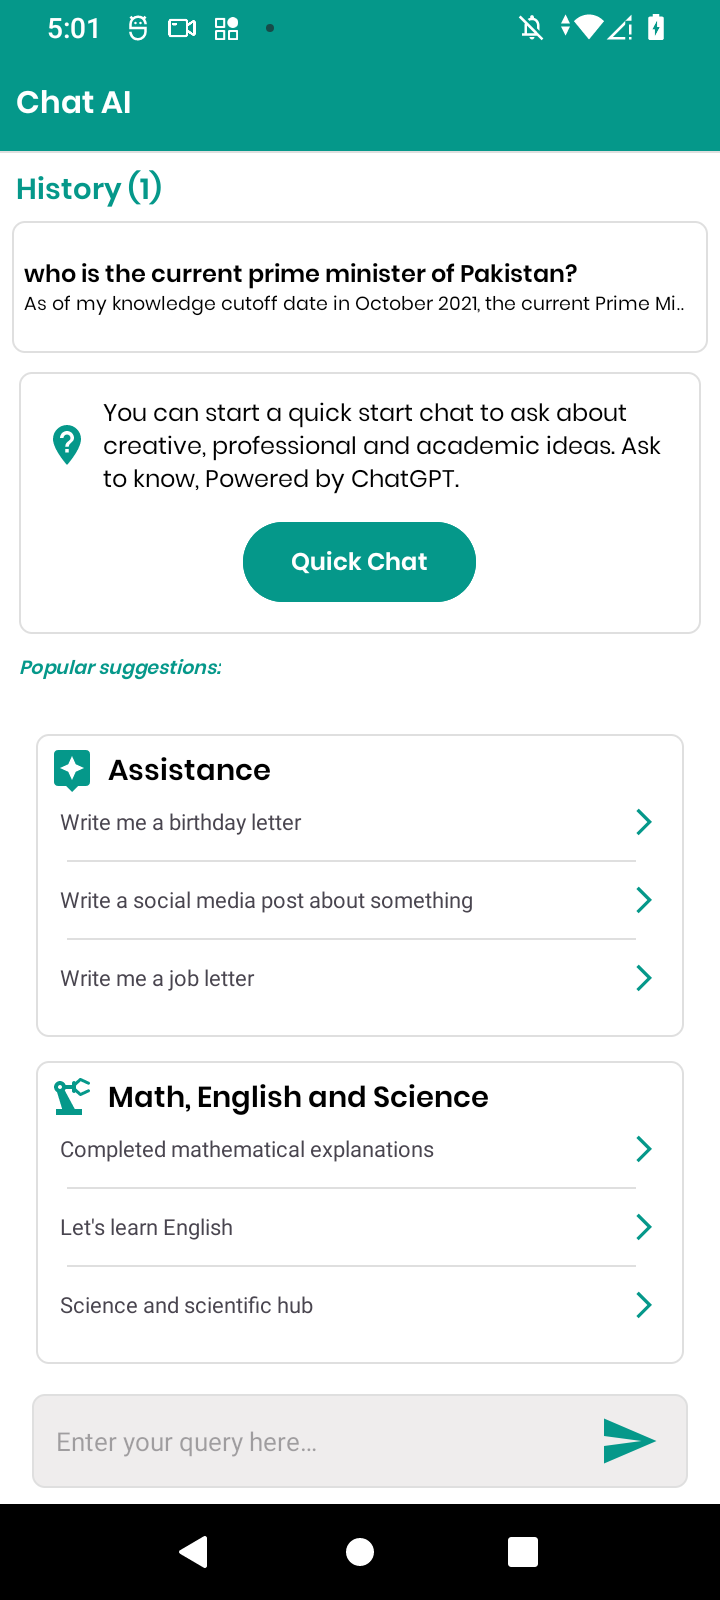 5:01
Chat AI
History (1)
who is the current prime minister of Pakistan?
As of my knowledge cutoff date in October 2021, the current Prime Mi..
You can start a quick start chat to ask about
creative, professional and academic ideas. Ask
to know, Powered by ChatGPT.
Quick Chat
Popular suggestions:
Assistance
Write me a birthday letter
Write a social media post about something
Write me a job letter
Math, English and Science
Completed mathematical explanations
Let's learn English
Science and scientific hub
Enter your query here...